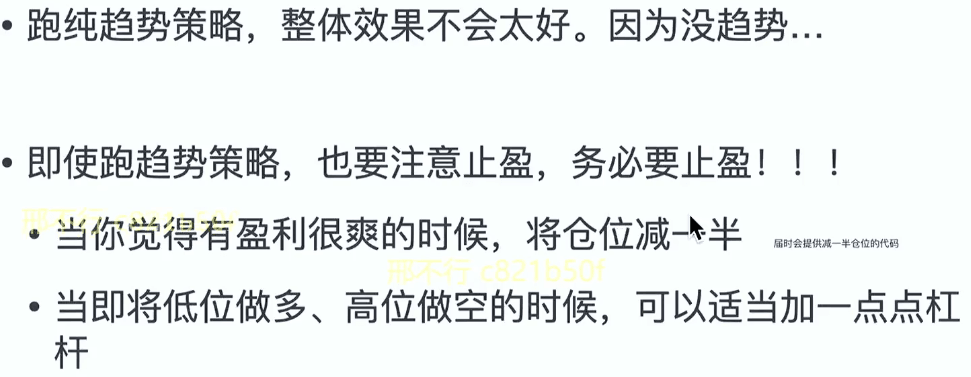 • 跑纯趋势策略，整体效果不会太好。因为没趋势...
• 即使跑趋势策略，也要注意止盈，务必要止盈！！！
邢不行 c821b50f
• 当你觉得有盈利很爽的时候，将仓位减一半 届时会提供减一半仓位的代码
邢不行 c821b50f
• 当即将低位做多、高位做空的时候，可以适当加一点点杠
杆